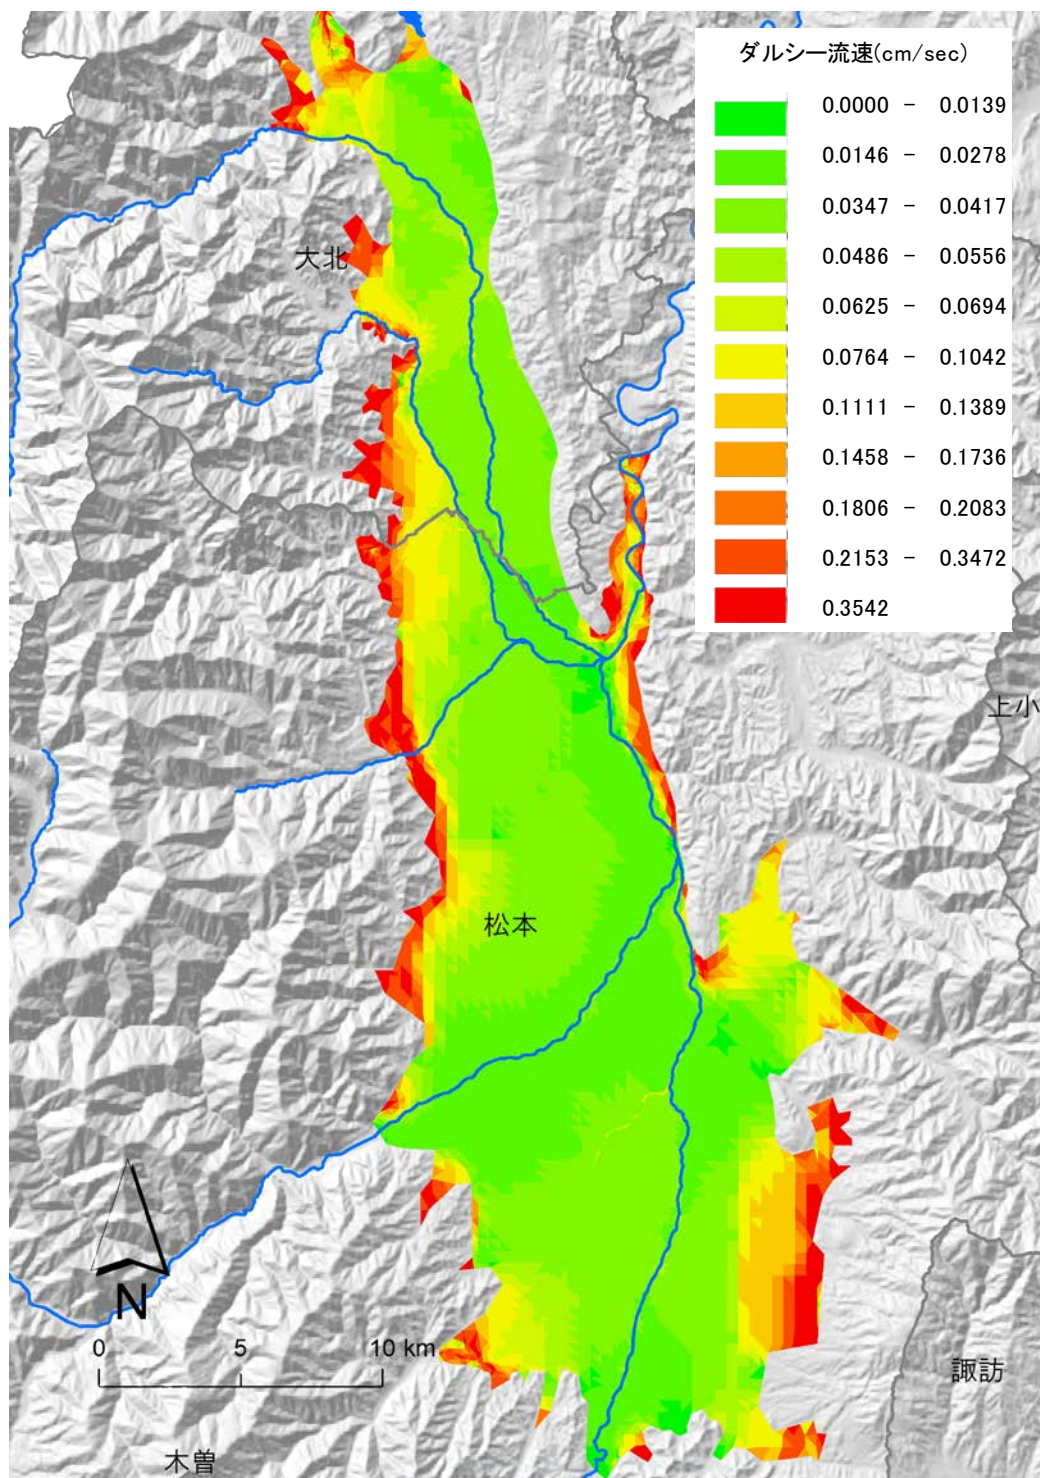 ダルシー流速(cm/sec)
0.0000 - 0.0139
0.0146 - 0.0278
0.0347 - 0.0417
0.0486 - 0.0556
0.0625 - 0.0694
0.0764 - 0.1042
0.1111 - 0.1389
0.1458 - 0.1736
0.1806 - 0.2083
0.2153 - 0.3472
0.3542
大北
上小
松本
N
0 5 10 km
諏訪
木曽